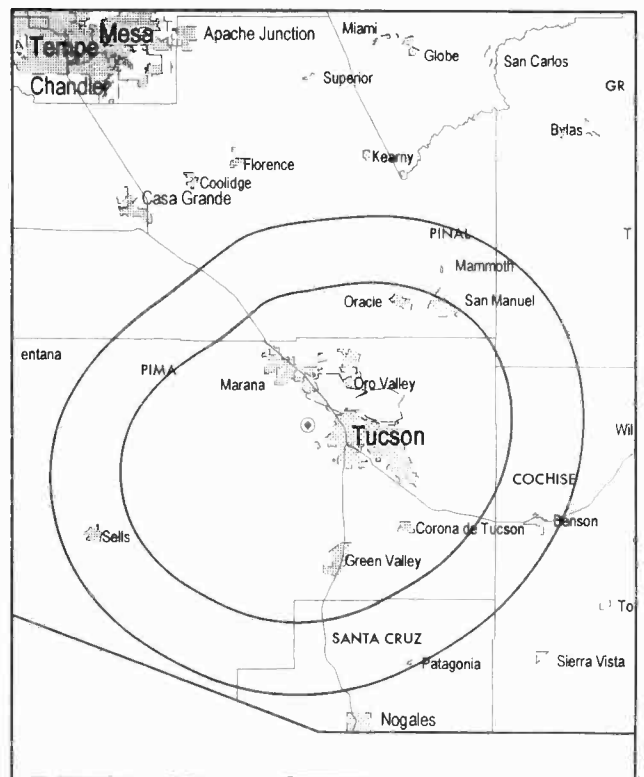 Miami
Tempe Mesa Apache Junction
Globe
San Carlos
Chandler
Superior
GR
Bylas
Kearny
Florence
Coolidge
Casa Grande
PINAL
T
Mammoth
Oracie
San Manuel
entana
PIMA
Marana
Oro Valley
Tucson
Wil
COCHISE
Benson
Corona de Tucson
Sells
Green Valley
To
SANTA CRUZ
Patagonia
Sierra Vista
Nogales